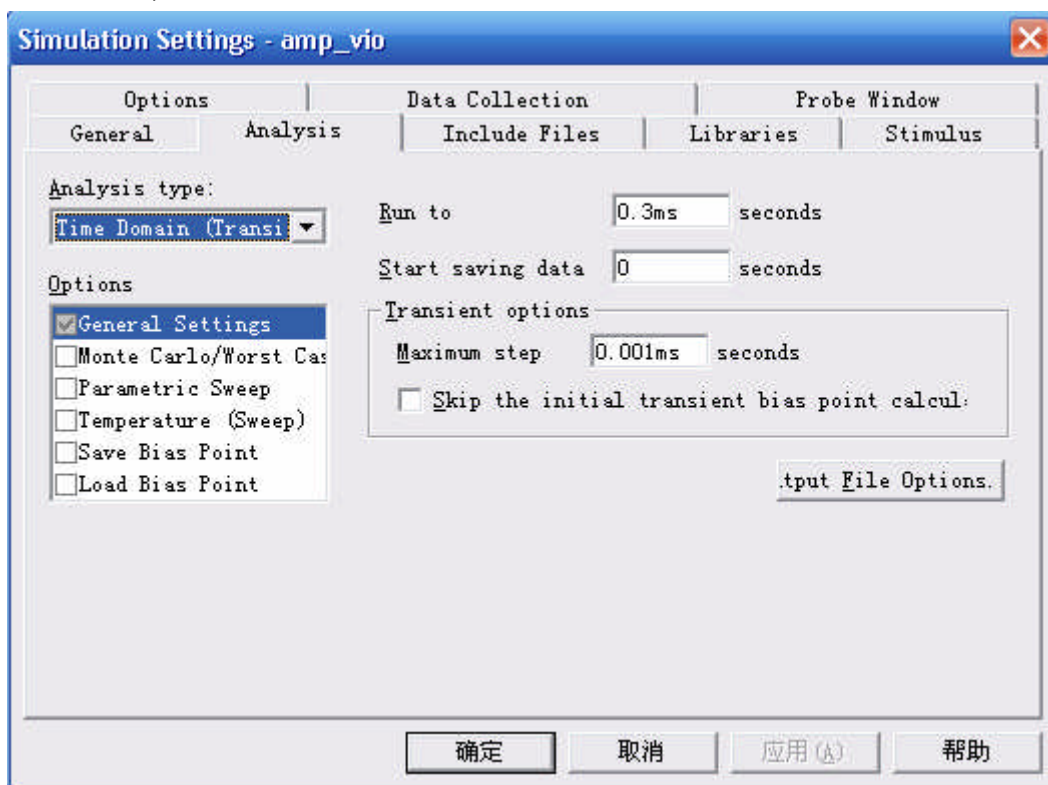 Simulation Settings - amp_vio
Options Data Collection Probe Window
General Analysis Include Files Libraries Stimulus
Analysis type:
Time Domain (Transi
Run to 0.3ms seconds
Start saving data 0 seconds
Options
General Settings
Monte Carlo/Worst Cas
Parametric Sweep
Temperature (Sweep)
Save Bias Point
Load Bias Point
Transient options
Maximum step 0.001ms seconds
Skip the initial transient bias point calcul
.tput File Options.
确定 取消 应用(A) 帮助